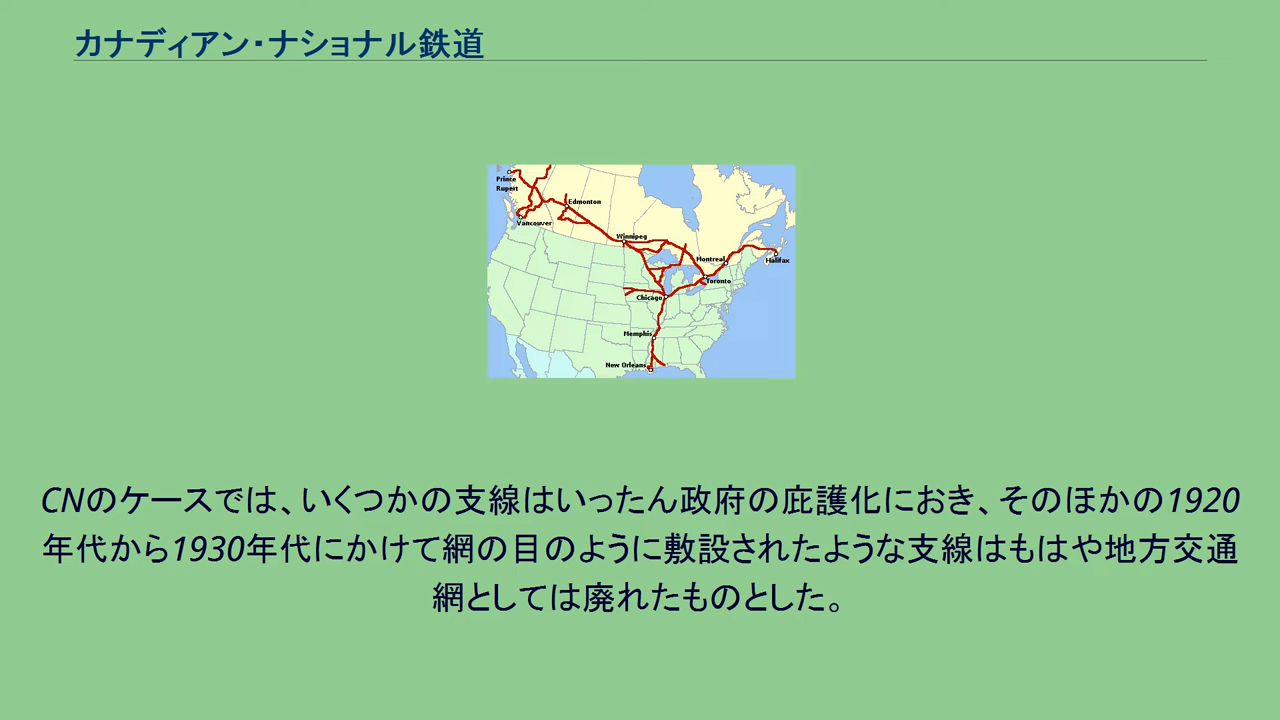 カナディアン・ナショナル鉄道
Prince
Rupert
Edmonton
Vancouver
Winnipeg
Montreal
Halifax
Toronto
Chicago
Memphis
New Orleans
CNのケースでは、いくつかの支線はいったん政府の庇護化におき、そのほかの1920
年代から1930年代にかけて網の目のように敷設されたような支線はもはや地方交通
網としては廃れたものとした。